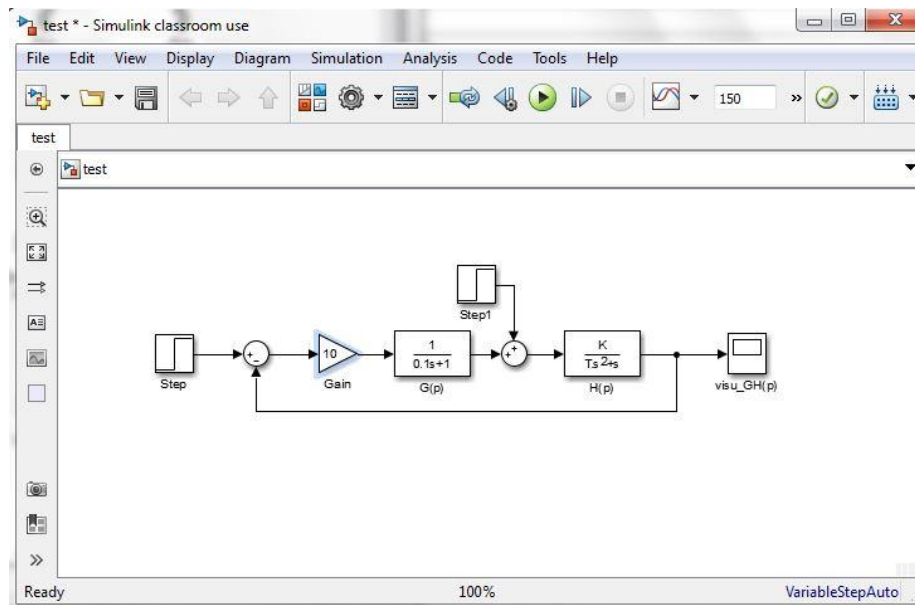 test * - Simulink classroom use
File Edit View Display Diagram Simulation Analysis Code Tools Help
150
test
test
Step1
Step
10
Gain
1
0.1s+1
G(p)
K
Ts²+s
H(p)
visu_GH(p)
Ready 100% VariableStepAuto